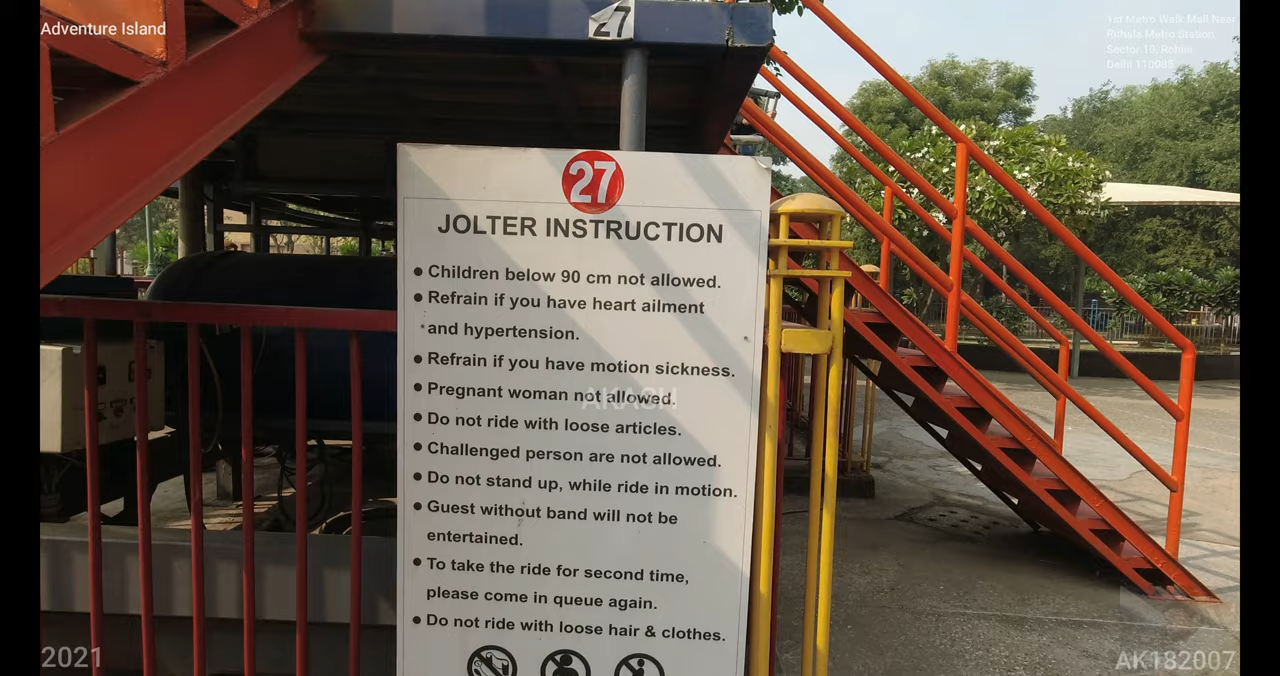 Adventure Island
1st Metro Walk Mall Near
Rithala Metro Station,
Sector 10, Rohini,
Delhi 110085
27
27
JOLTER INSTRUCTION
● Children below 90 cm not allowed.
● Refrain if you have heart ailment
and hypertension.
● Refrain if you have motion sickness.
● Pregnant woman not allowed.
AKASH
● Do not ride with loose articles.
● Challenged person are not allowed.
● Do not stand up, while ride in motion.
● Guest without band will not be
entertained.
● To take the ride for second time,
please come in queue again.
● Do not ride with loose hair & clothes.
2021
AK182007